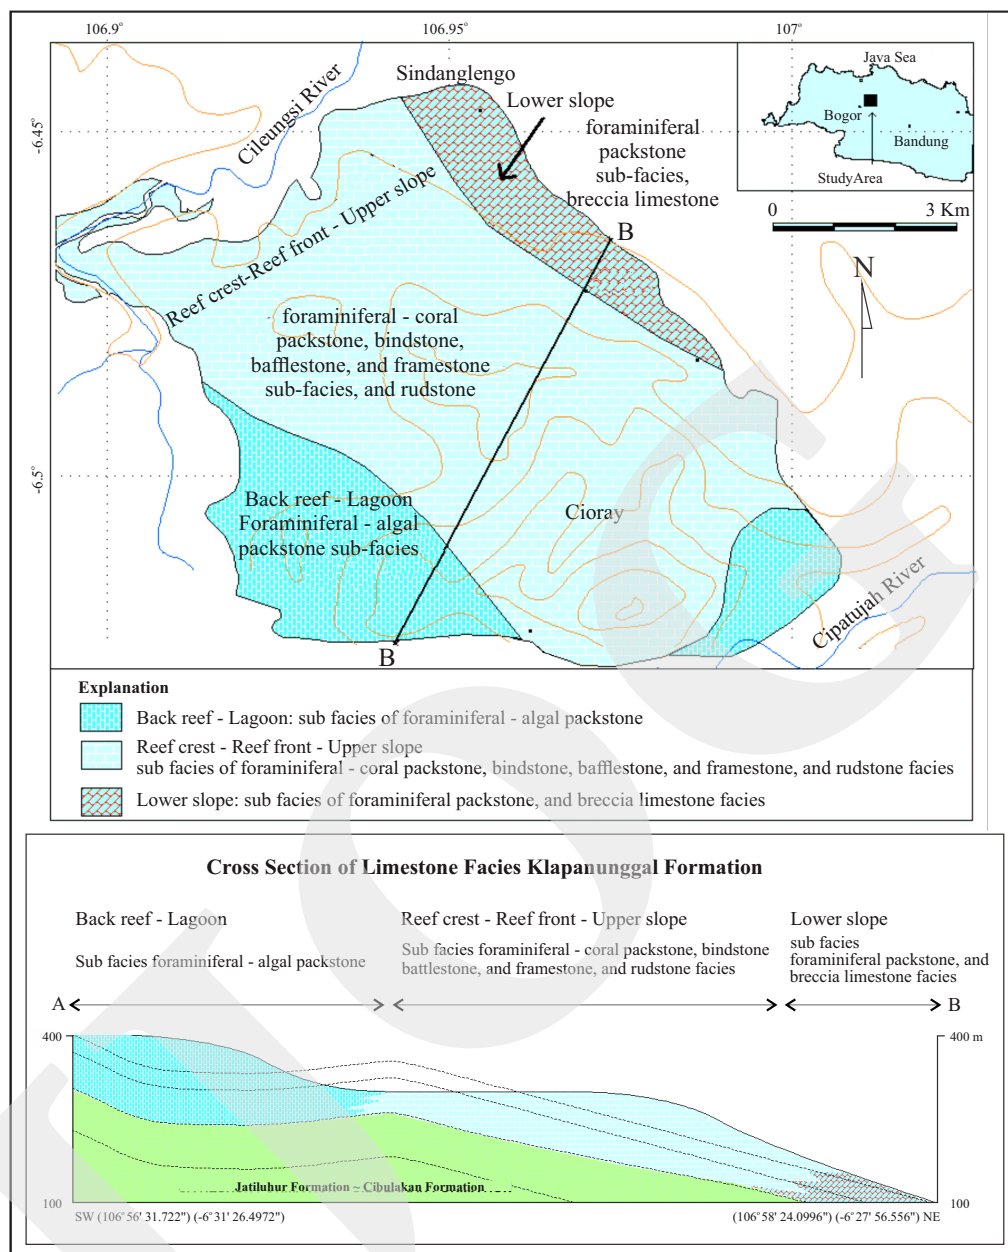 106.9°
106.95°
107°
-6.45°
-6.5°
Sindanglengo
Cileungsi River
Lower slope
foraminiferal
packstone
sub-facies,
breccia limestone
B
Reef crest-Reef front - Upper slope
foraminiferal - coral
packstone, bindstone,
bafflestone, and framestone
sub-facies, and rudstone
Back reef - Lagoon
Foraminiferal - algal
packstone sub-facies
Cioray
Cipatujah River
B
Java Sea
Bogor
Bandung
StudyArea
0 3 Km
N
Explanation
Back reef - Lagoon: sub facies of foraminiferal - algal packstone
Reef crest - Reef front - Upper slope
sub facies of foraminiferal - coral packstone, bindstone, bafflestone, and framestone, and rudstone facies
Lower slope: sub facies of foraminiferal packstone, and breccia limestone facies
Cross Section of Limestone Facies Klapanunggal Formation
Back reef - Lagoon
Sub facies foraminiferal - algal packstone
Reef crest - Reef front - Upper slope
Sub facies foraminiferal - coral packstone, bindstone
battlestone, and framestone, and rudstone facies
Lower slope
sub facies
foraminiferal packstone, and
breccia limestone facies
A
B
400
400 m
Jatiluhur Formation ~ Cibulakan Formation
100
100
SW (106°56' 31.722") (-6°31' 26.4972")
(106°58' 24.0996") (-6°27' 56.556") NE
IJOG